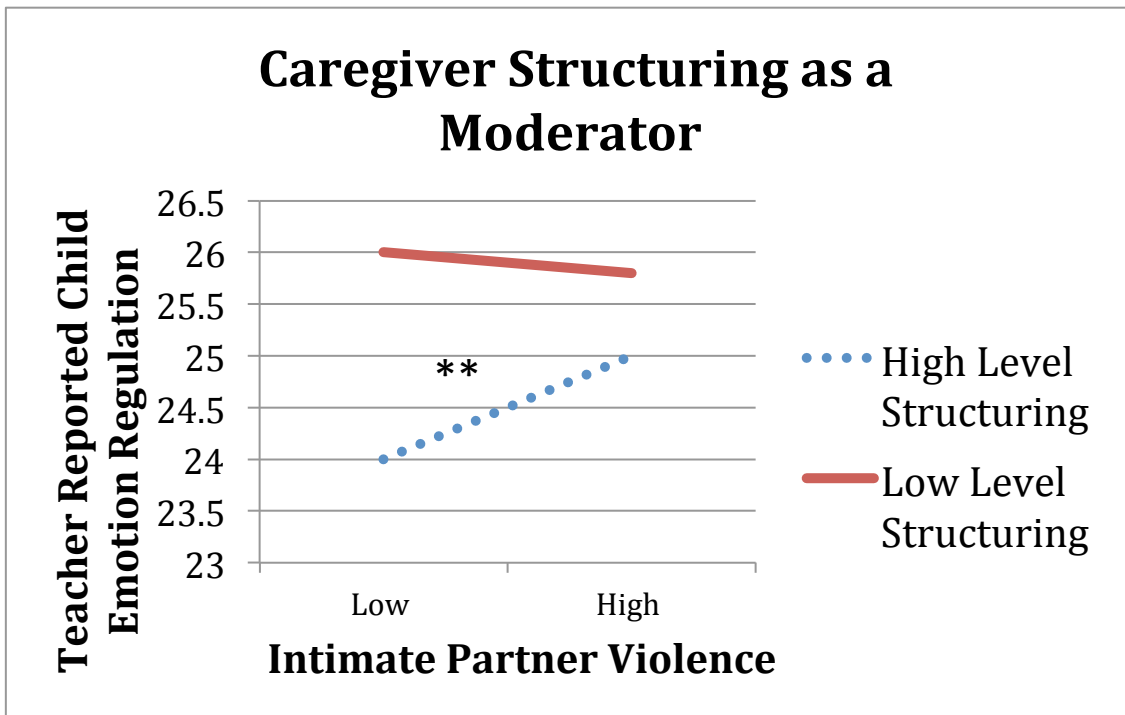 Caregiver Structuring as a
Moderator
Teacher Reported Child
Emotion Regulation
26.5
26
25.5
25
24.5
24
23.5
23
**
Low
High
Intimate Partner Violence
High Level
Structuring
Low Level
Structuring